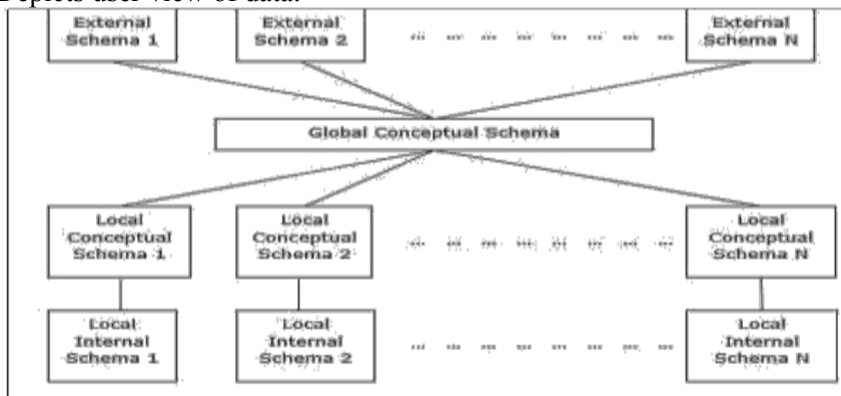 Depicts user view of data.
External
Schema 1
External
Schema 2
External
Schema N
Global Conceptual Schema
Local
Conceptual
Schema 1
Local
Conceptual
Schema 2
Local
Conceptual
Schema N
Local
Internal
Schema 1
Local
Internal
Schema 2
Local
Internal
Schema N